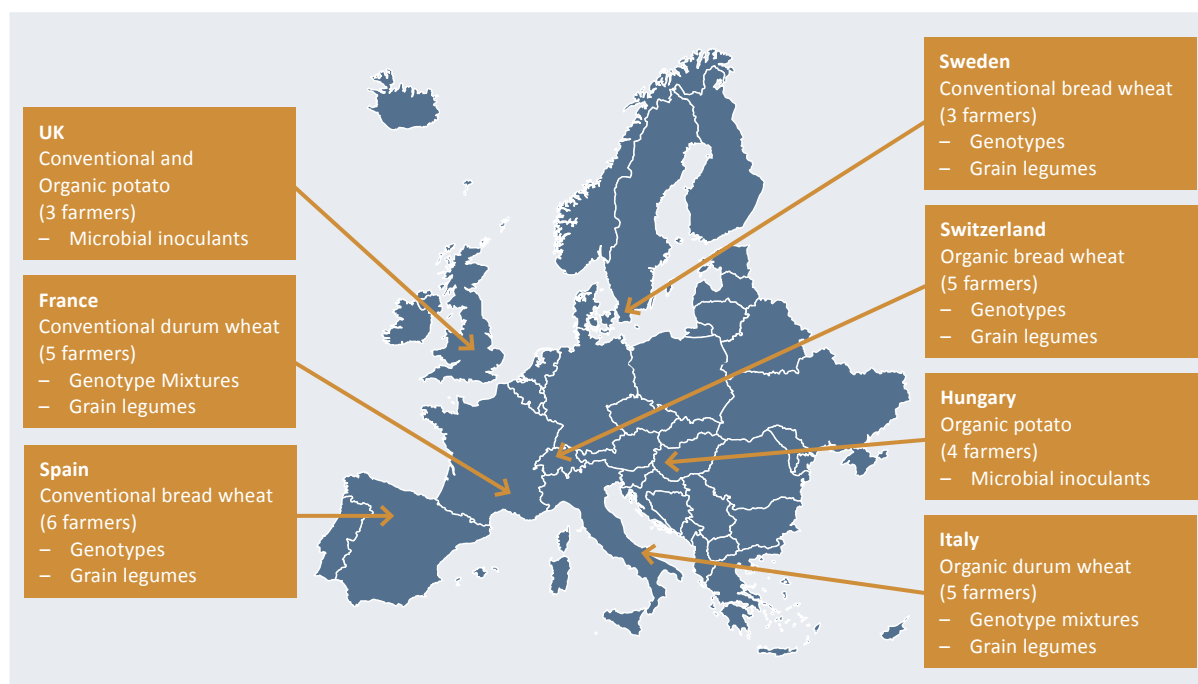 UK
Conventional and
Organic potato
(3 farmers)
– Microbial inoculants
France
Conventional durum wheat
(5 farmers)
– Genotype Mixtures
– Grain legumes
Spain
Conventional bread wheat
(6 farmers)
– Genotypes
– Grain legumes
Sweden
Conventional bread wheat
(3 farmers)
– Genotypes
– Grain legumes
Switzerland
Organic bread wheat
(5 farmers)
– Genotypes
– Grain legumes
Hungary
Organic potato
(4 farmers)
– Microbial inoculants
Italy
Organic durum wheat
(5 farmers)
– Genotype mixtures
– Grain legumes